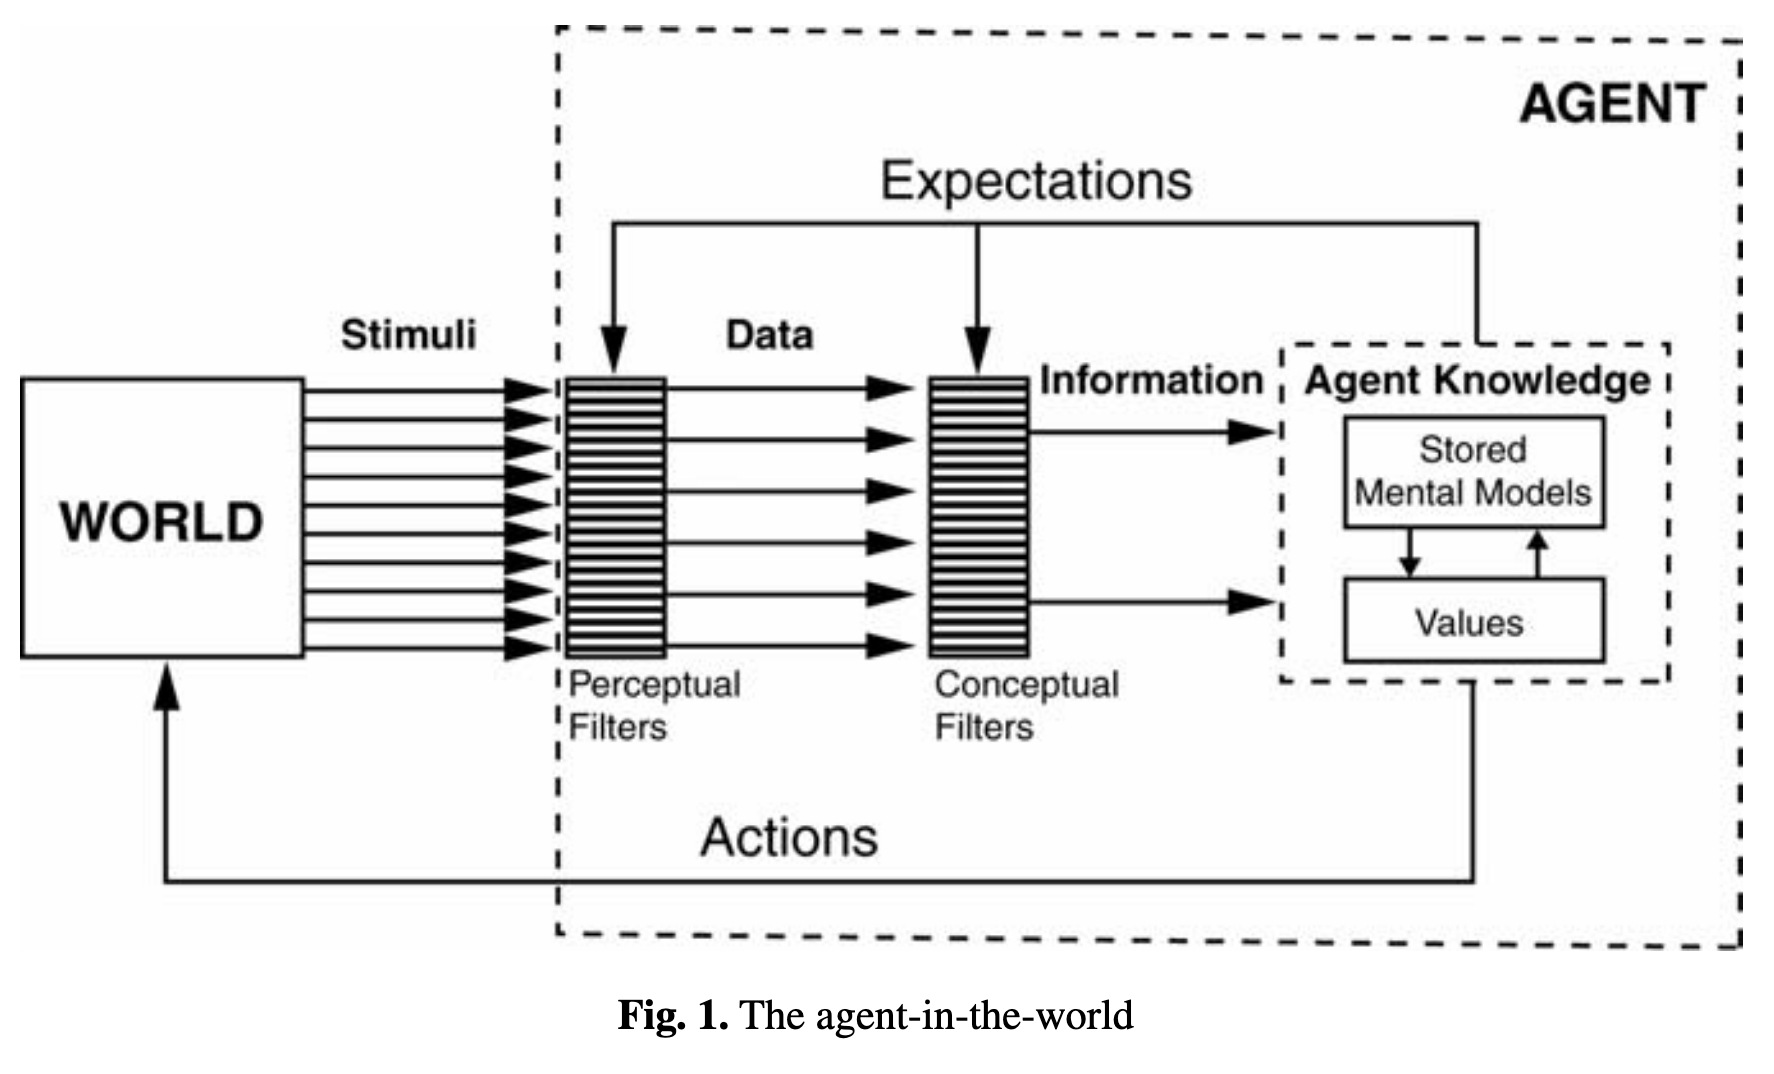 AGENT
Expectations
Stimuli
Data
Information
Agent Knowledge
Stored
Mental Models
WORLD
Values
Perceptual
Filters
Conceptual
Filters
Actions
Fig. 1. The agent-in-the-world